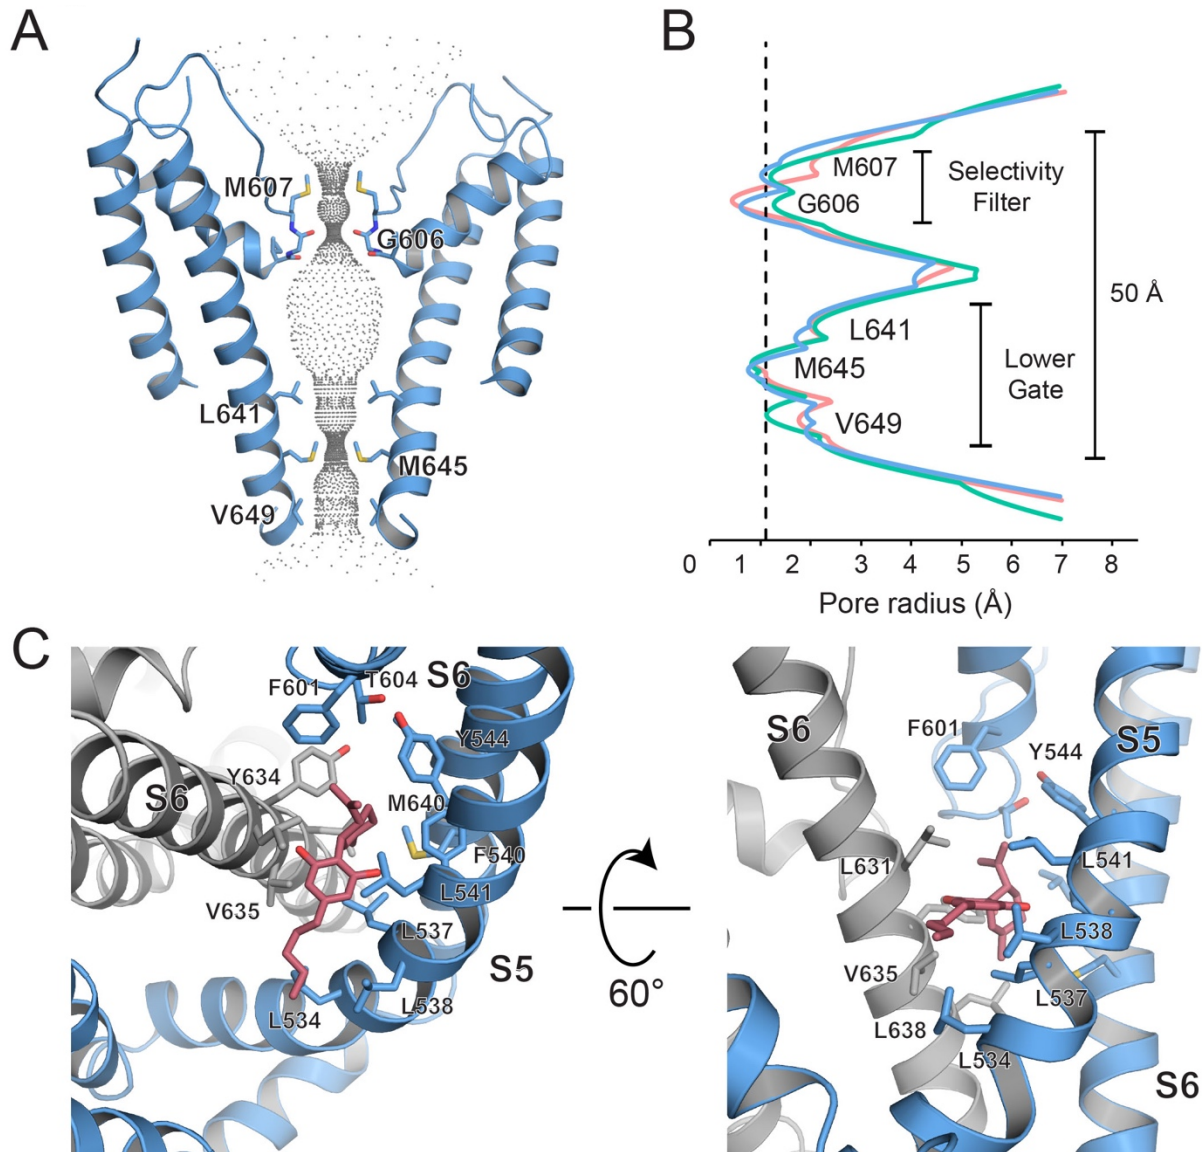 A
M607
G606
L641
M645
V649
B
M607
G606
Selectivity
Filter
50 Å
L641
M645
Lower
Gate
V649
0 1 2 3 4 5 6 7 8
Pore radius (Å)
C
F601
T604
S6
Y544
Y634
S6
M640
F540
L541
V635
L537
S5
L538
L534
60°
S6
F601
S5
Y544
L541
L631
L538
V635
L537
L638
L534
S6